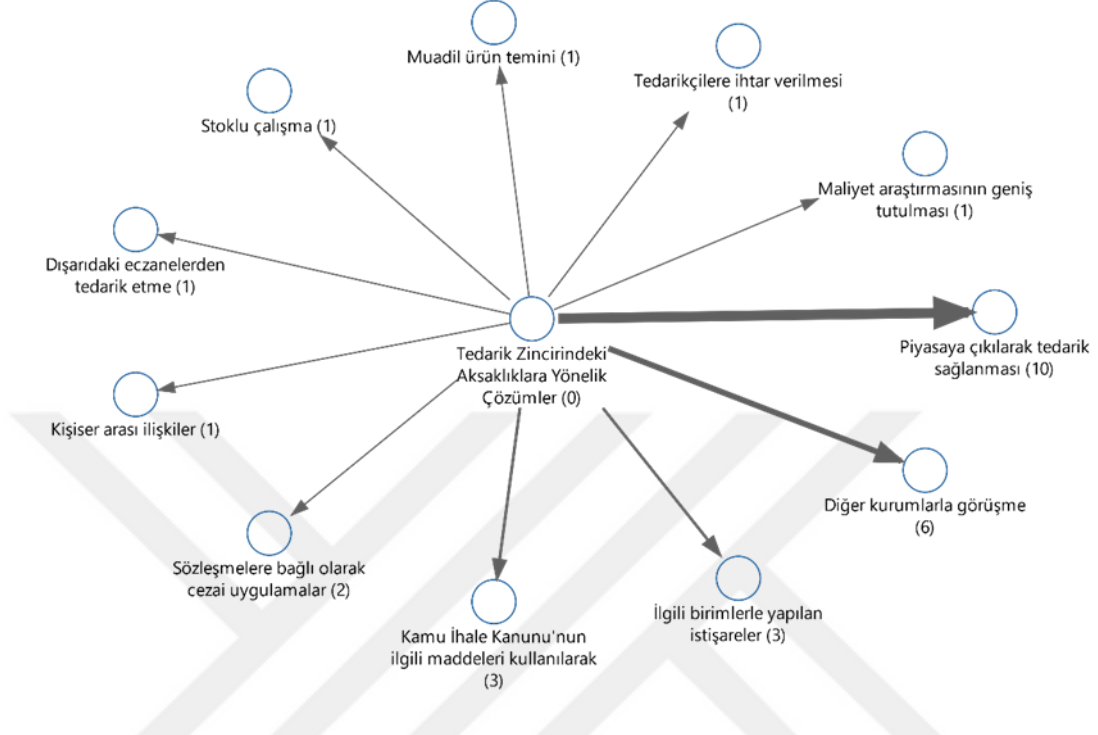 Muadil ürün temini (1)
Tedarikçilere ihtar verilmesi
(1)
Stoklu çalışma (1)
Maliyet araştırmasının geniş
tutulması (1)
Dışarıdaki eczanelerden
tedarik etme (1)
Tedarik Zincirindeki
Aksaklıklara Yönelik
Çözümler (0)
Piyasaya çıkılarak tedarik
sağlanması (10)
Kişiser arası ilişkiler (1)
Diğer kurumlarla görüşme
(6)
Sözleşmelere bağlı olarak
cezai uygulamalar (2)
Kamu İhale Kanunu'nun
ilgili maddeleri kullanılarak
(3)
İlgili birimlerle yapılan
istişareler (3)